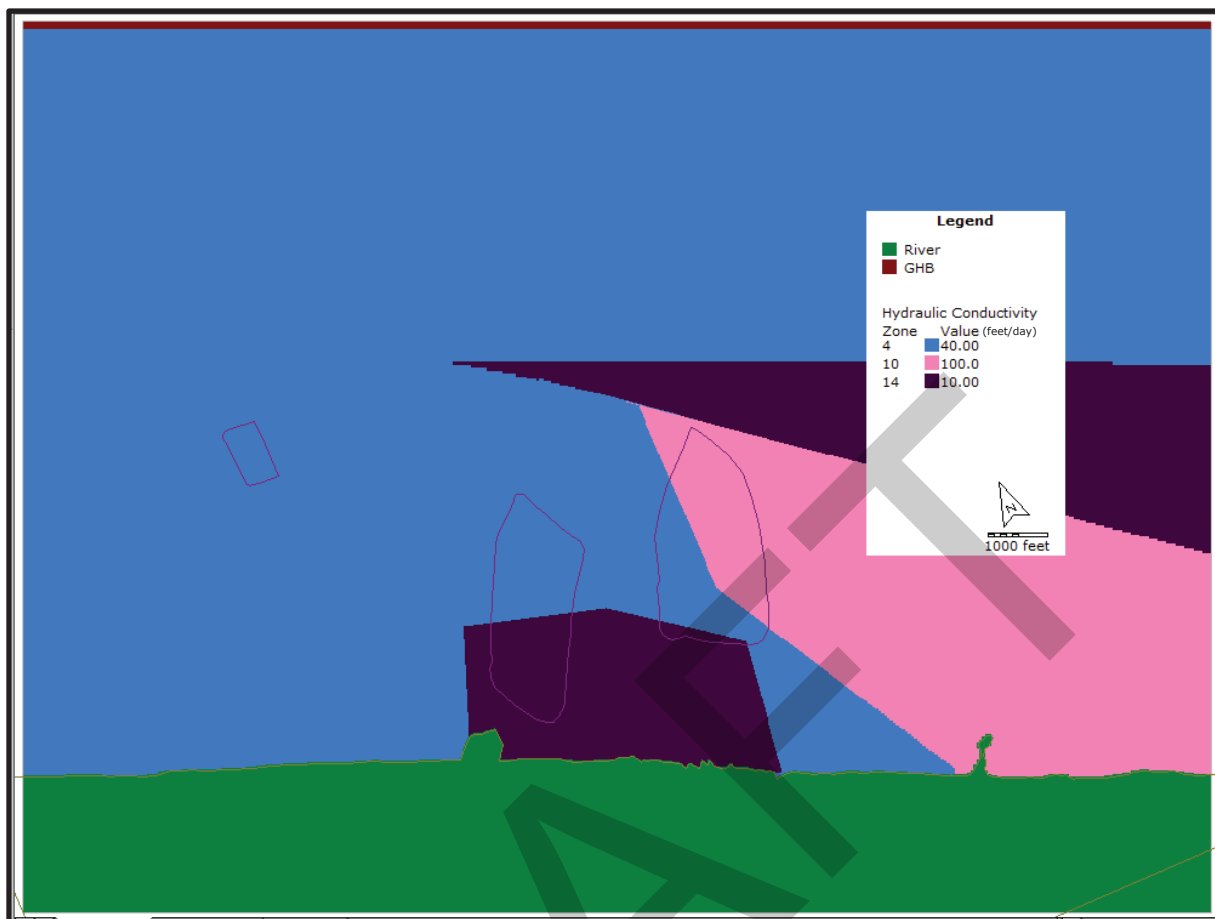 Legend
River
GHB
Hydraulic Conductivity
Zone Value (feet/day)
4 40.00
10 100.0
14 10.00
N
1000 feet